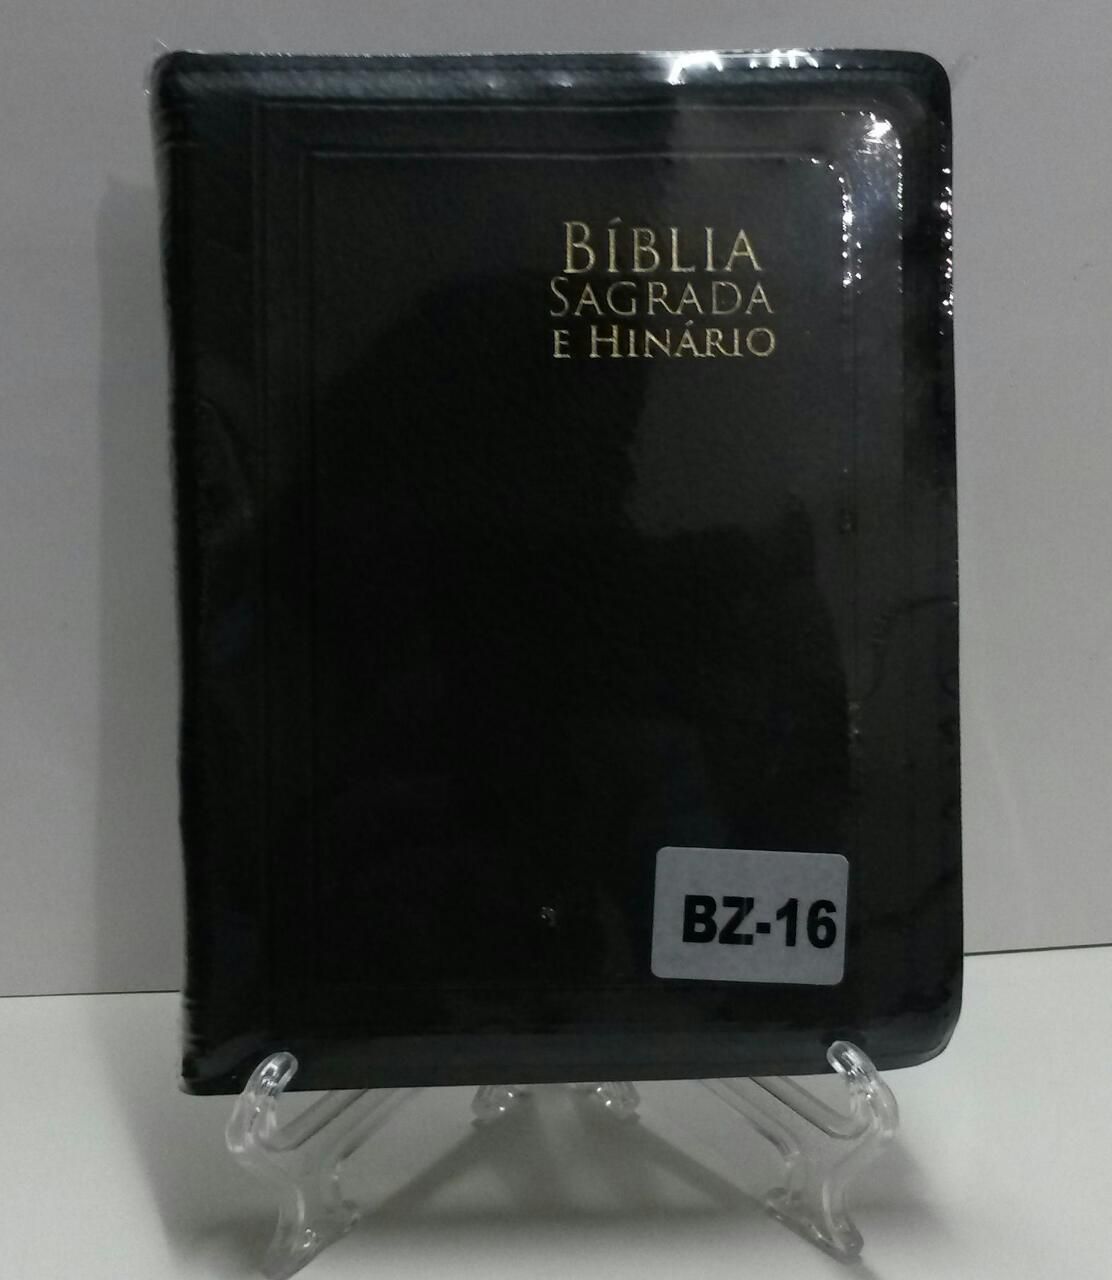 BÍBLIA
SAGRADA
E HINÁRIO
BZ-16